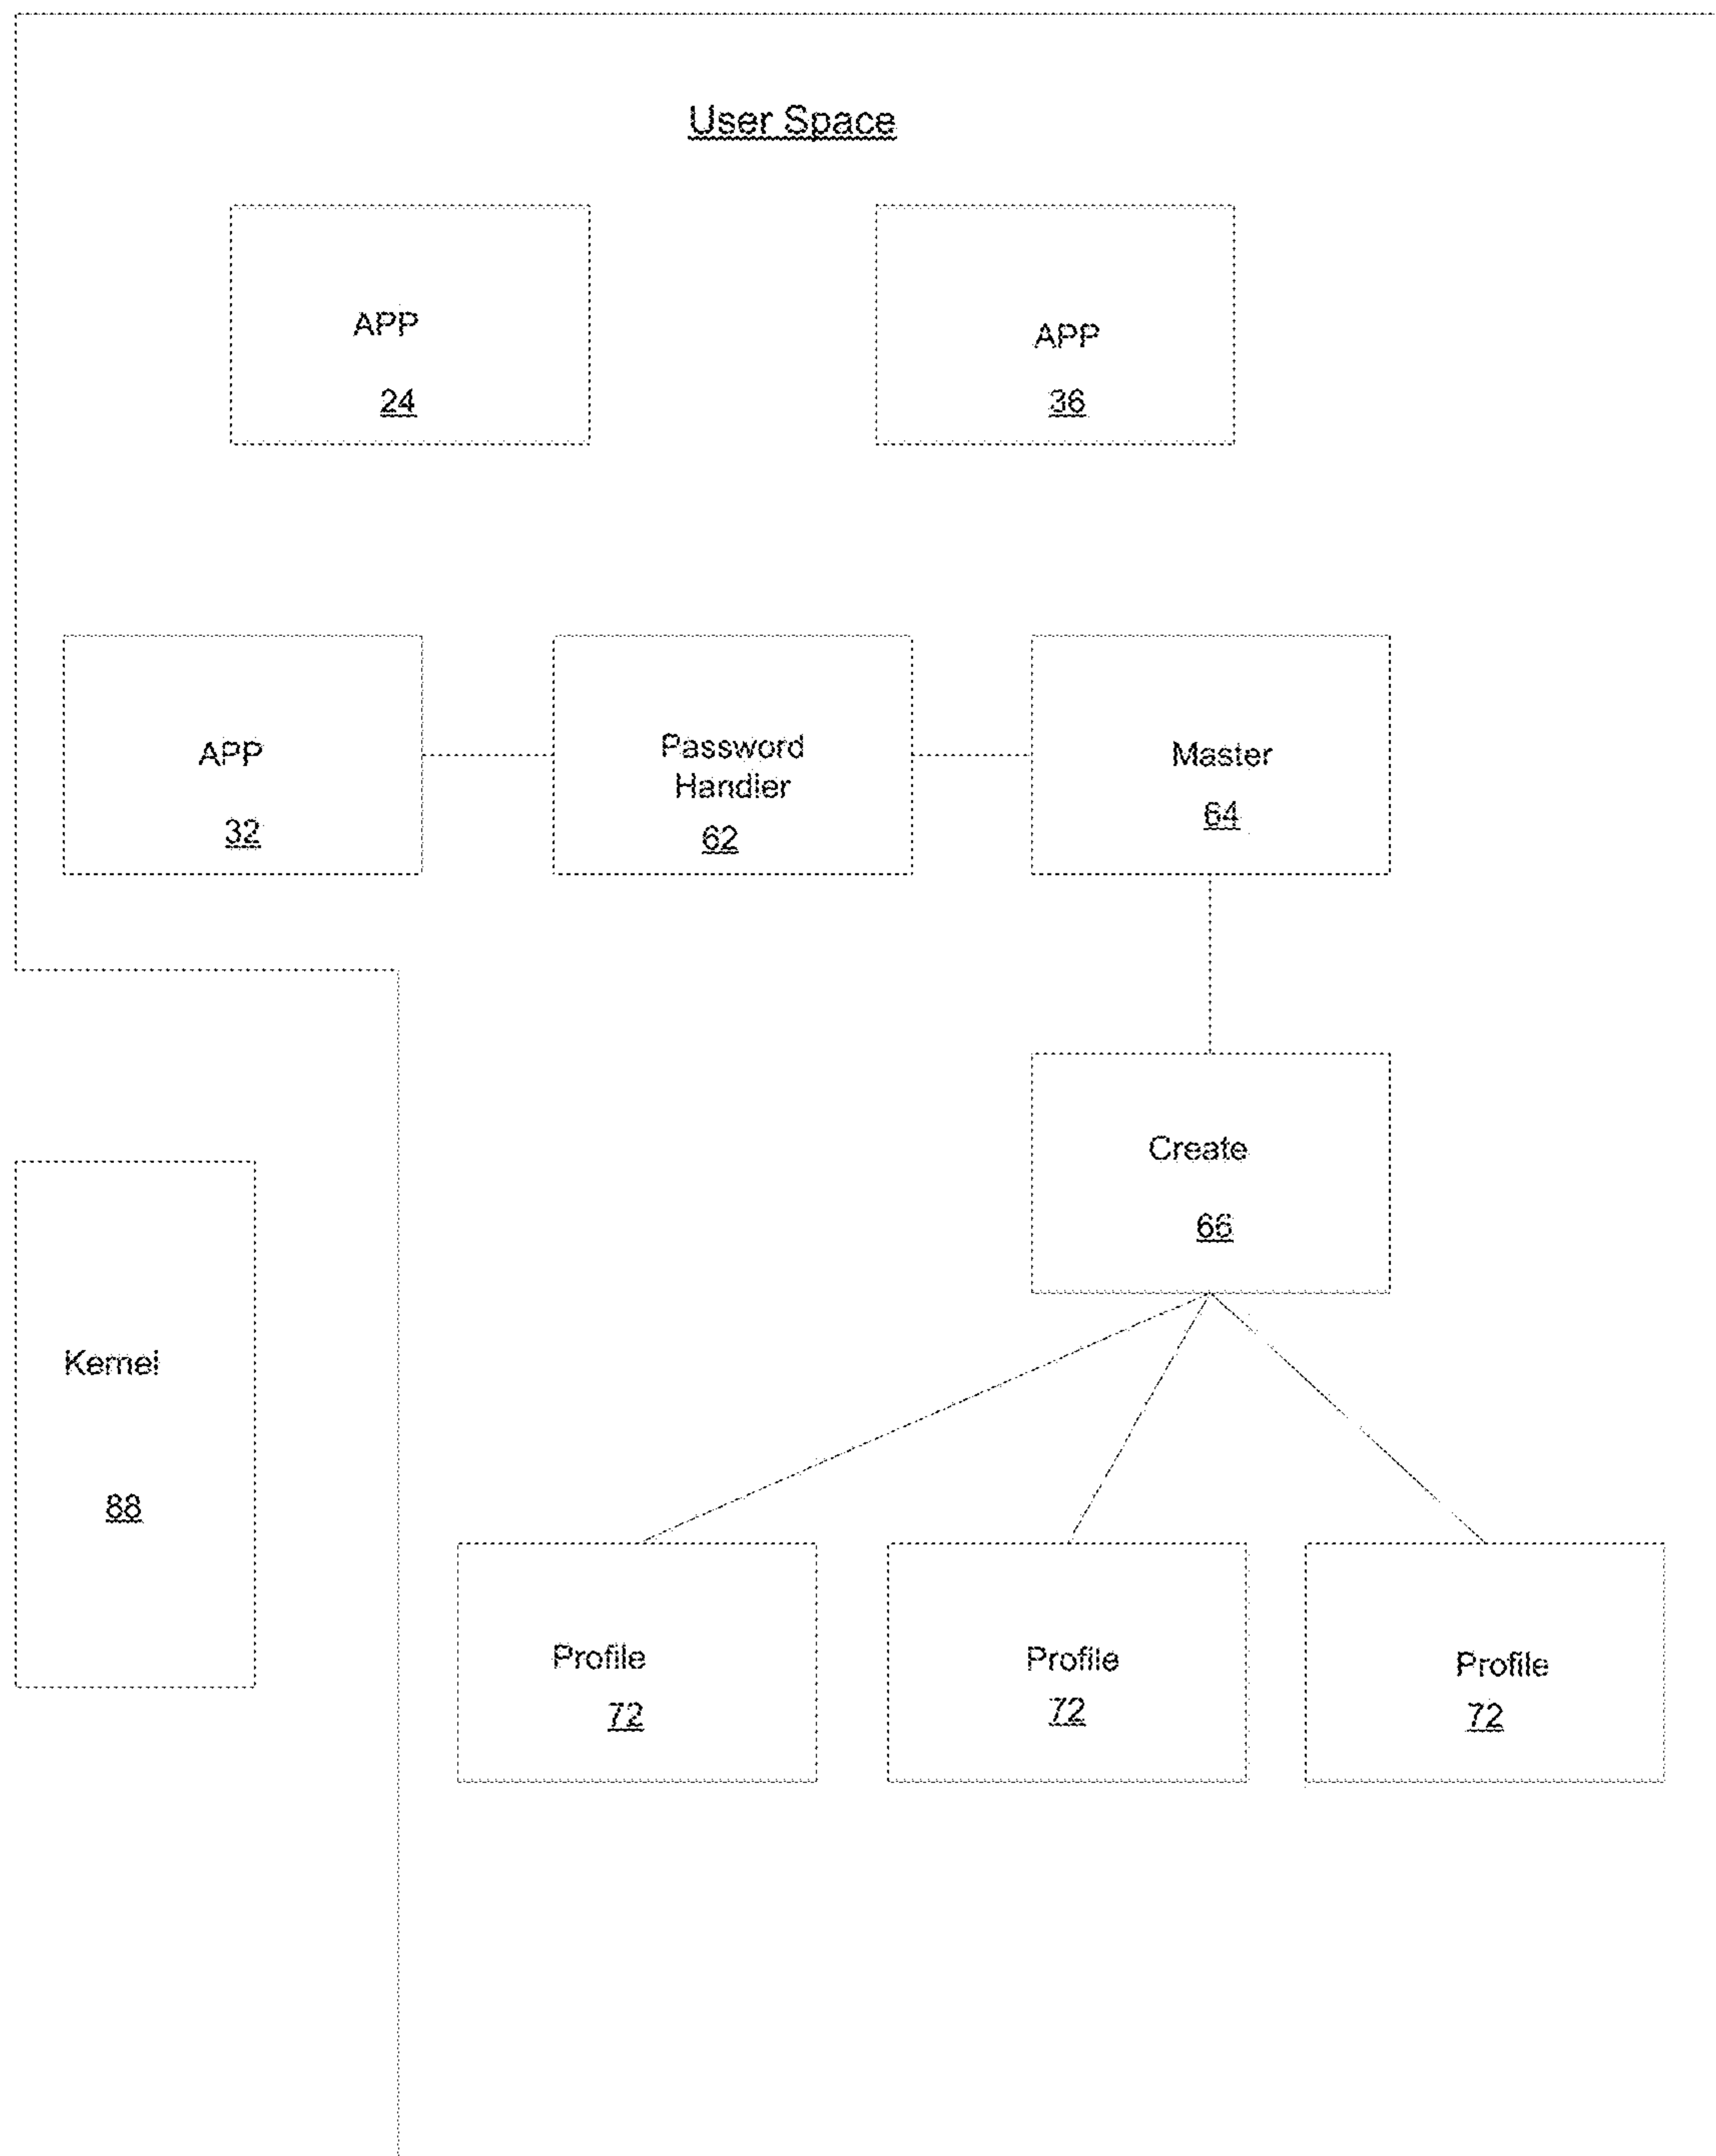 User Space
APP
24
APP
36
APP
32
Password
Handler
62
Master
64
Create
66
Kernel
88
Profile
72
Profile
72
Profile
72